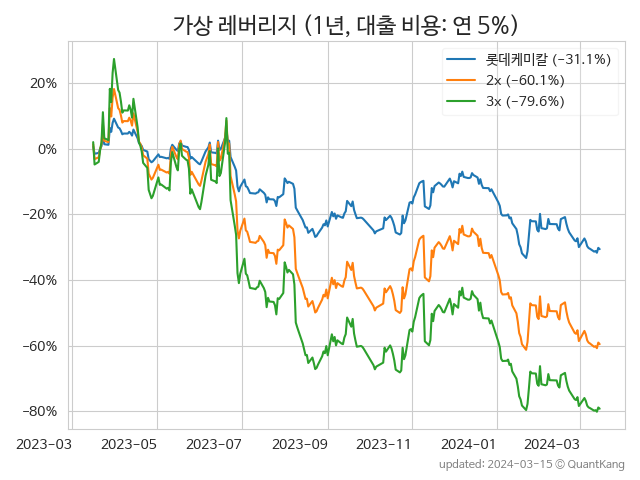 가상 레버리지 (1년, 대출 비용: 연 5%)
롯데케미칼 (−31.1%)
2x (−60.1%)
3x (−79.6%)
20%
0%
−20%
−40%
−60%
−80%
2023-03
2023-05
2023-07
2023-09
2023-11
2024-01
2024-03
updated: 2024-03-15 © QuantKang